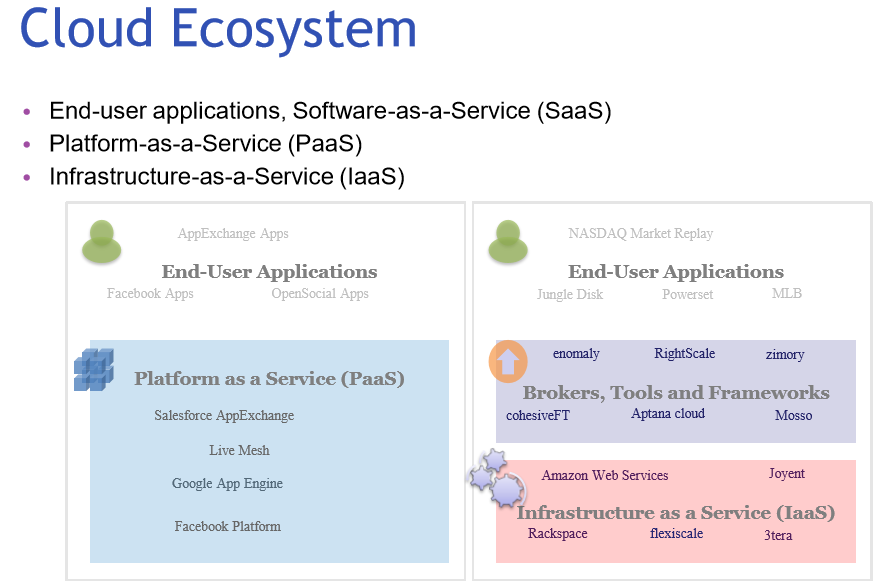 Cloud Ecosystem
• End-user applications, Software-as-a-Service (SaaS)
• Platform-as-a-Service (PaaS)
• Infrastructure-as-a-Service (IaaS)
AppExchange Apps
End-User Applications
Facebook Apps OpenSocial Apps
Platform as a Service (PaaS)
Salesforce AppExchange
Live Mesh
Google App Engine
Facebook Platform
NASDAQ Market Replay
End-User Applications
Jungle Disk Powerset MLB
enomaly RightScale zimory
Brokers, Tools and Frameworks
cohesiveFT Aptana cloud Mosso
Amazon Web Services Joyent
Infrastructure as a Service (IaaS)
Rackspace flexiscale 3tera